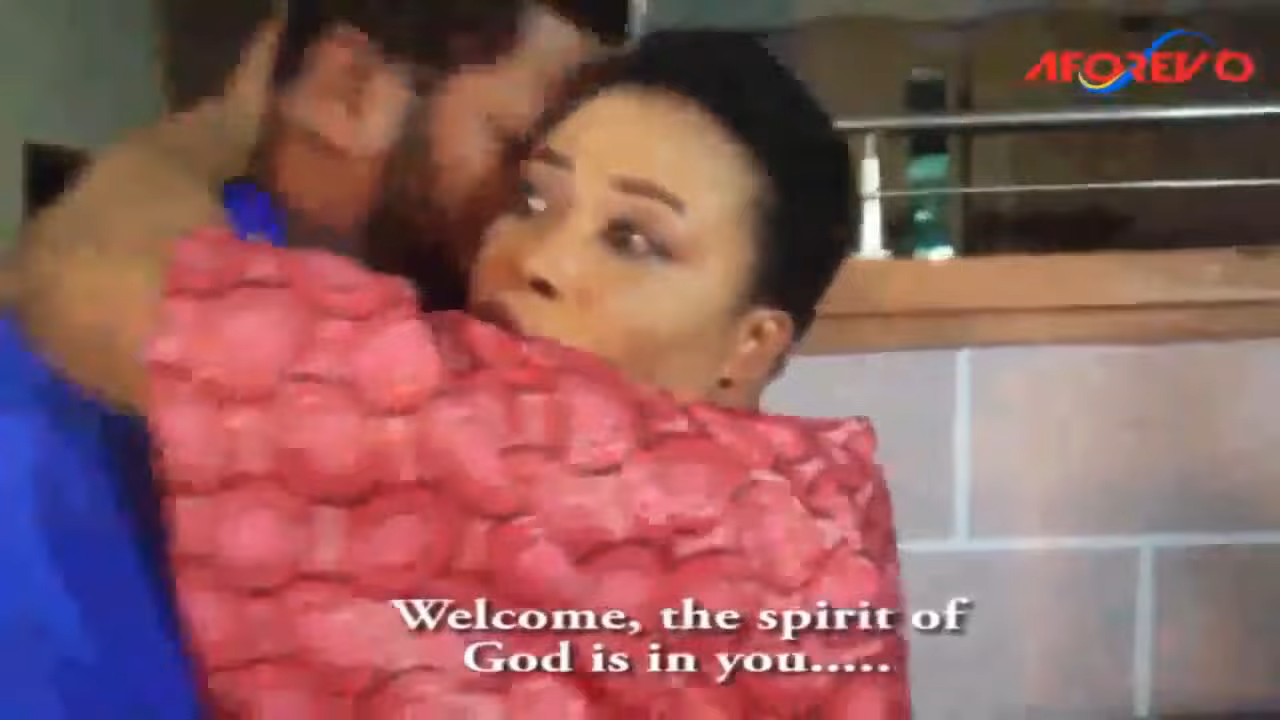 AFOREVO
Welcome, the spirit of
God is in you.....